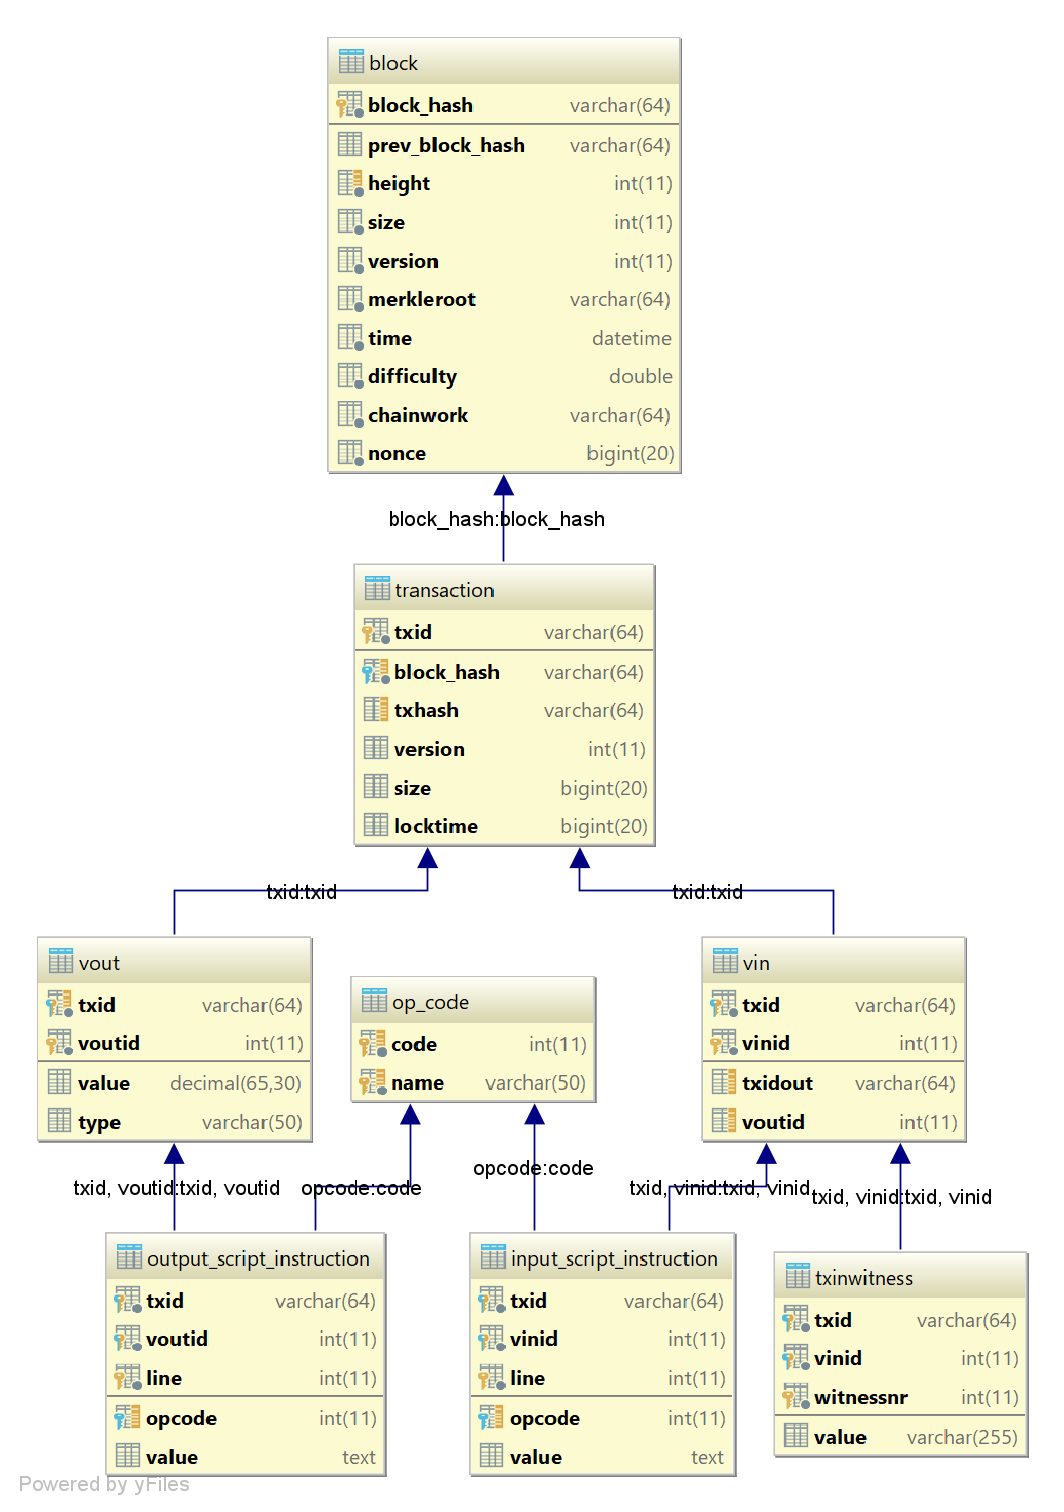 block
block_hash varchar(64)
prev_block_hash varchar(64)
height int(11)
size int(11)
version int(11)
merkleroot varchar(64)
time datetime
difficulty double
chainwork varchar(64)
nonce bigint(20)
block_hash:block_hash
transaction
txid varchar(64)
block_hash varchar(64)
txhash varchar(64)
version int(11)
size bigint(20)
locktime bigint(20)
txid:txid
txid:txid
vout
txid varchar(64)
voutid int(11)
value decimal(65,30)
type varchar(50)
op_code
code int(11)
name varchar(50)
vin
txid varchar(64)
vinid int(11)
txidout varchar(64)
voutid int(11)
txid, voutid:txid, voutid
opcode:code
opcode:code
txid, vinid:txid, vinid
txid, vinid:txid, vinid
output_script_instruction
txid varchar(64)
voutid int(11)
line int(11)
opcode int(11)
value text
input_script_instruction
txid varchar(64)
vinid int(11)
line int(11)
opcode int(11)
value text
txinwitness
txid varchar(64)
vinid int(11)
witnessnr int(11)
value varchar(255)
Powered by yFiles